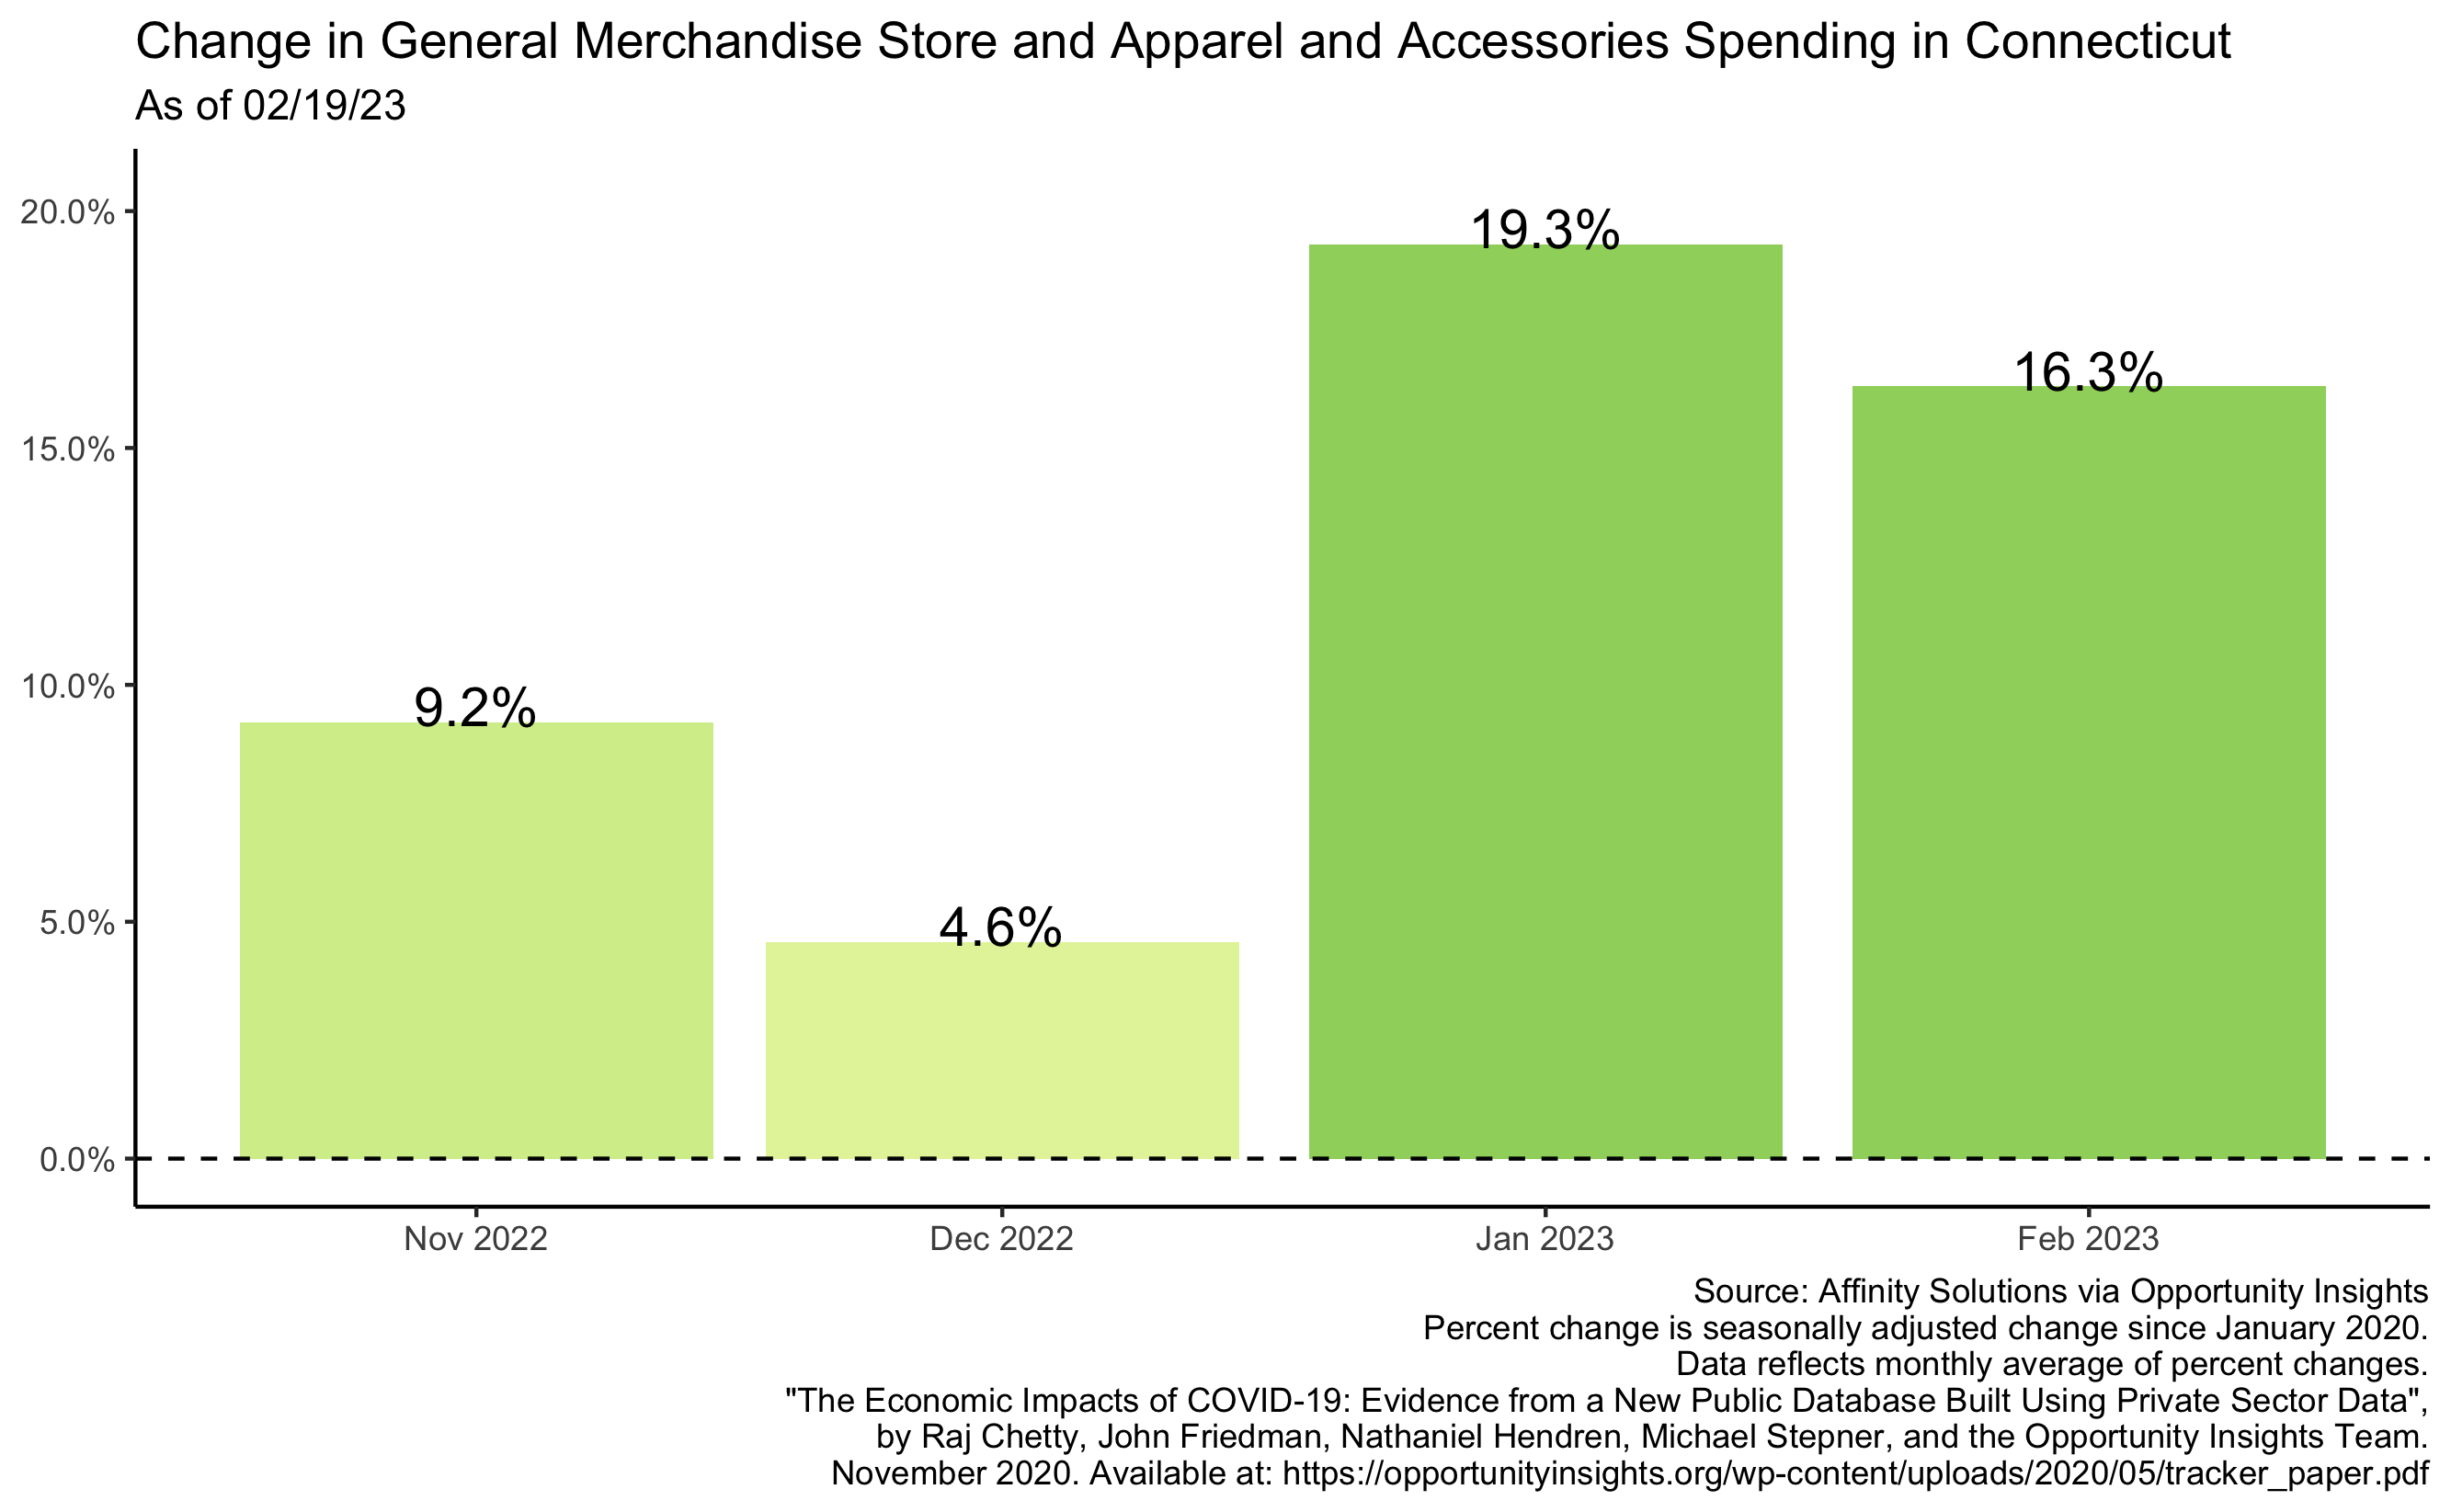 Change in General Merchandise Store and Apparel and Accessories Spending in Connecticut
As of 02/19/23
20.0%
15.0%
10.0%
5.0%
0.0%
9.2%
4.6%
19.3%
16.3%
Nov 2022
Dec 2022
Jan 2023
Feb 2023
Source: Affinity Solutions via Opportunity Insights
Percent change is seasonally adjusted change since January 2020.
Data reflects monthly average of percent changes.
"The Economic Impacts of COVID-19: Evidence from a New Public Database Built Using Private Sector Data",
by Raj Chetty, John Friedman, Nathaniel Hendren, Michael Stepner, and the Opportunity Insights Team.
November 2020. Available at: https://opportunityinsights.org/wp-content/uploads/2020/05/tracker_paper.pdf